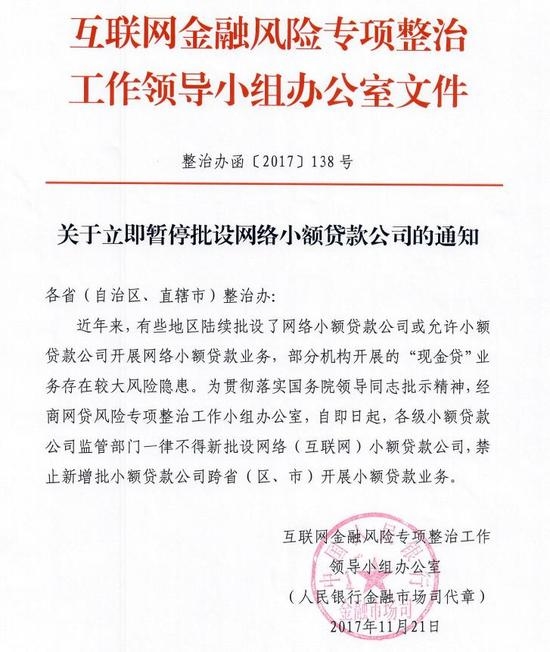 互联网金融风险专项整治
工作领导小组办公室文件
整治办函〔2017〕138号
关于立即暂停批设网络小额贷款公司的通知
各省（自治区、直辖市）整治办：
近年来，有些地区陆续批设了网络小额贷款公司或允许小额
贷款公司开展网络小额贷款业务，部分机构开展的“现金贷”业
务存在较大风险隐患。为贯彻落实国务院领导同志批示精神，经
商网贷风险专项整治工作小组办公室，自即日起，各级小额贷款
公司监管部门一律不得新批设网络（互联网）小额贷款公司，禁
止新增批小额贷款公司跨省（区、市）开展小额贷款业务。
互联网金融风险专项整治工作
领导小组办公室
（人民银行金融市场司代章）
2017年11月21日
中国人民银行
金融市场司